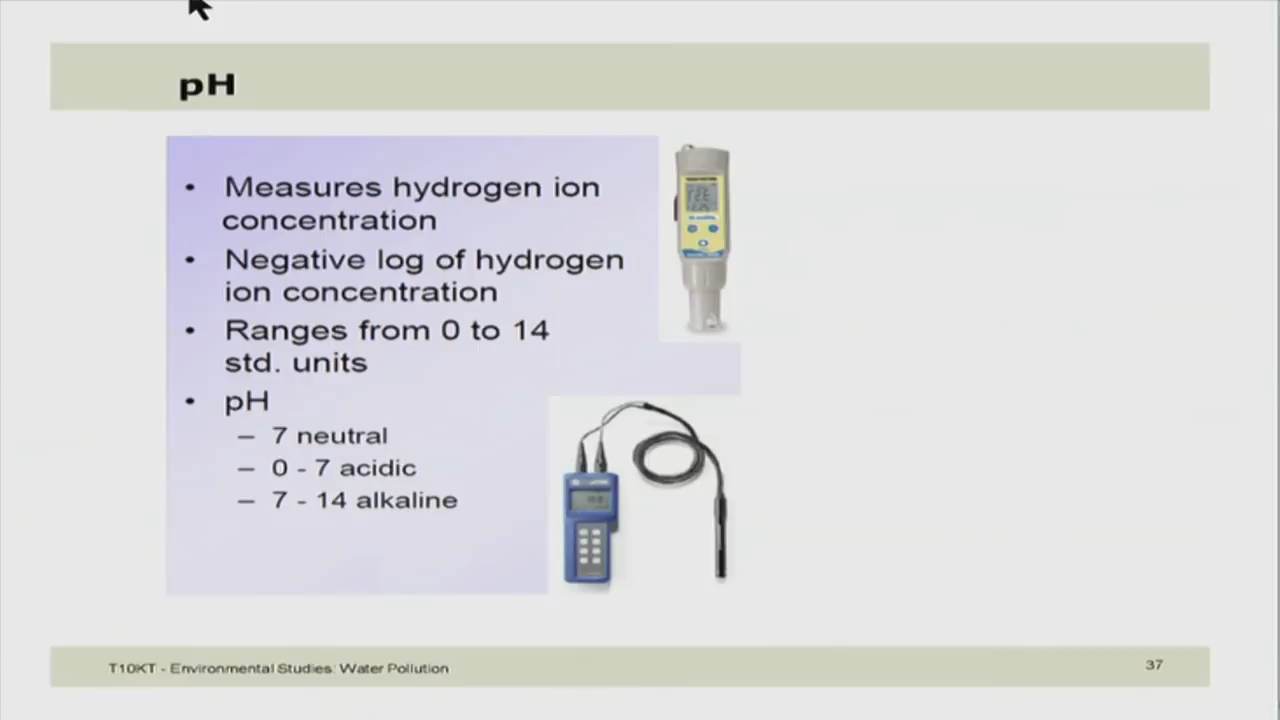 pH
• Measures hydrogen ion
concentration
• Negative log of hydrogen
ion concentration
• Ranges from 0 to 14
std. units
• pH
– 7 neutral
– 0 - 7 acidic
– 7 - 14 alkaline
T10KT - Environmental Studies: Water Pollution
37